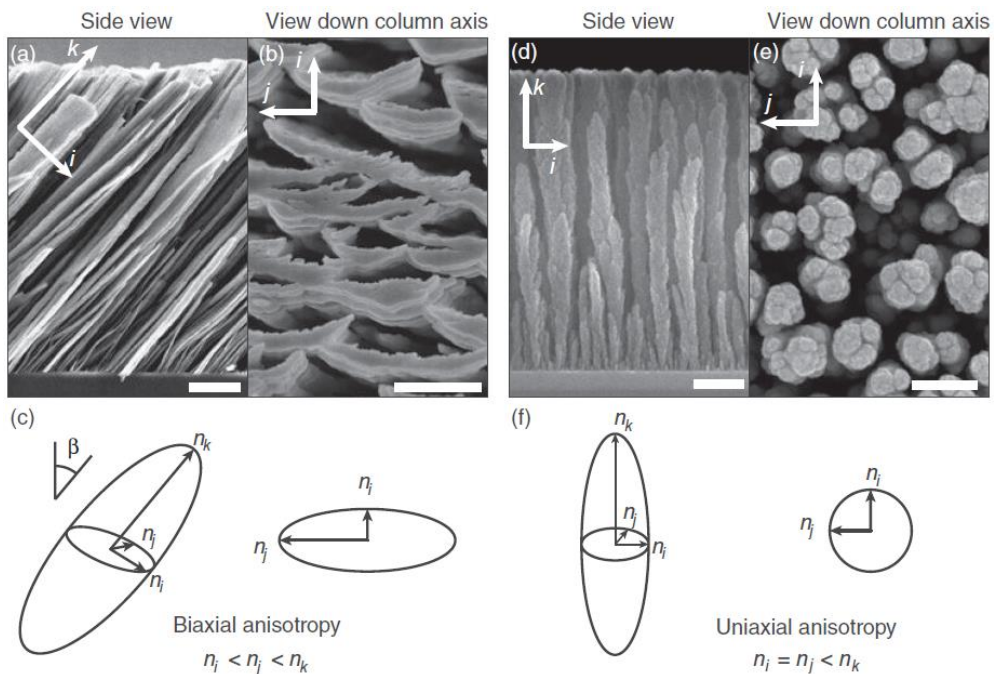 Side view View down column axis Side view View down column axis
(a) k i (b) i j (d) k i (e) i j
(c) β n_k n_j n_i n_i n_j (f) n_k n_j n_i n_i n_j
Biaxial anisotropy Uniaxial anisotropy
n_i < n_j < n_k n_i = n_j < n_k